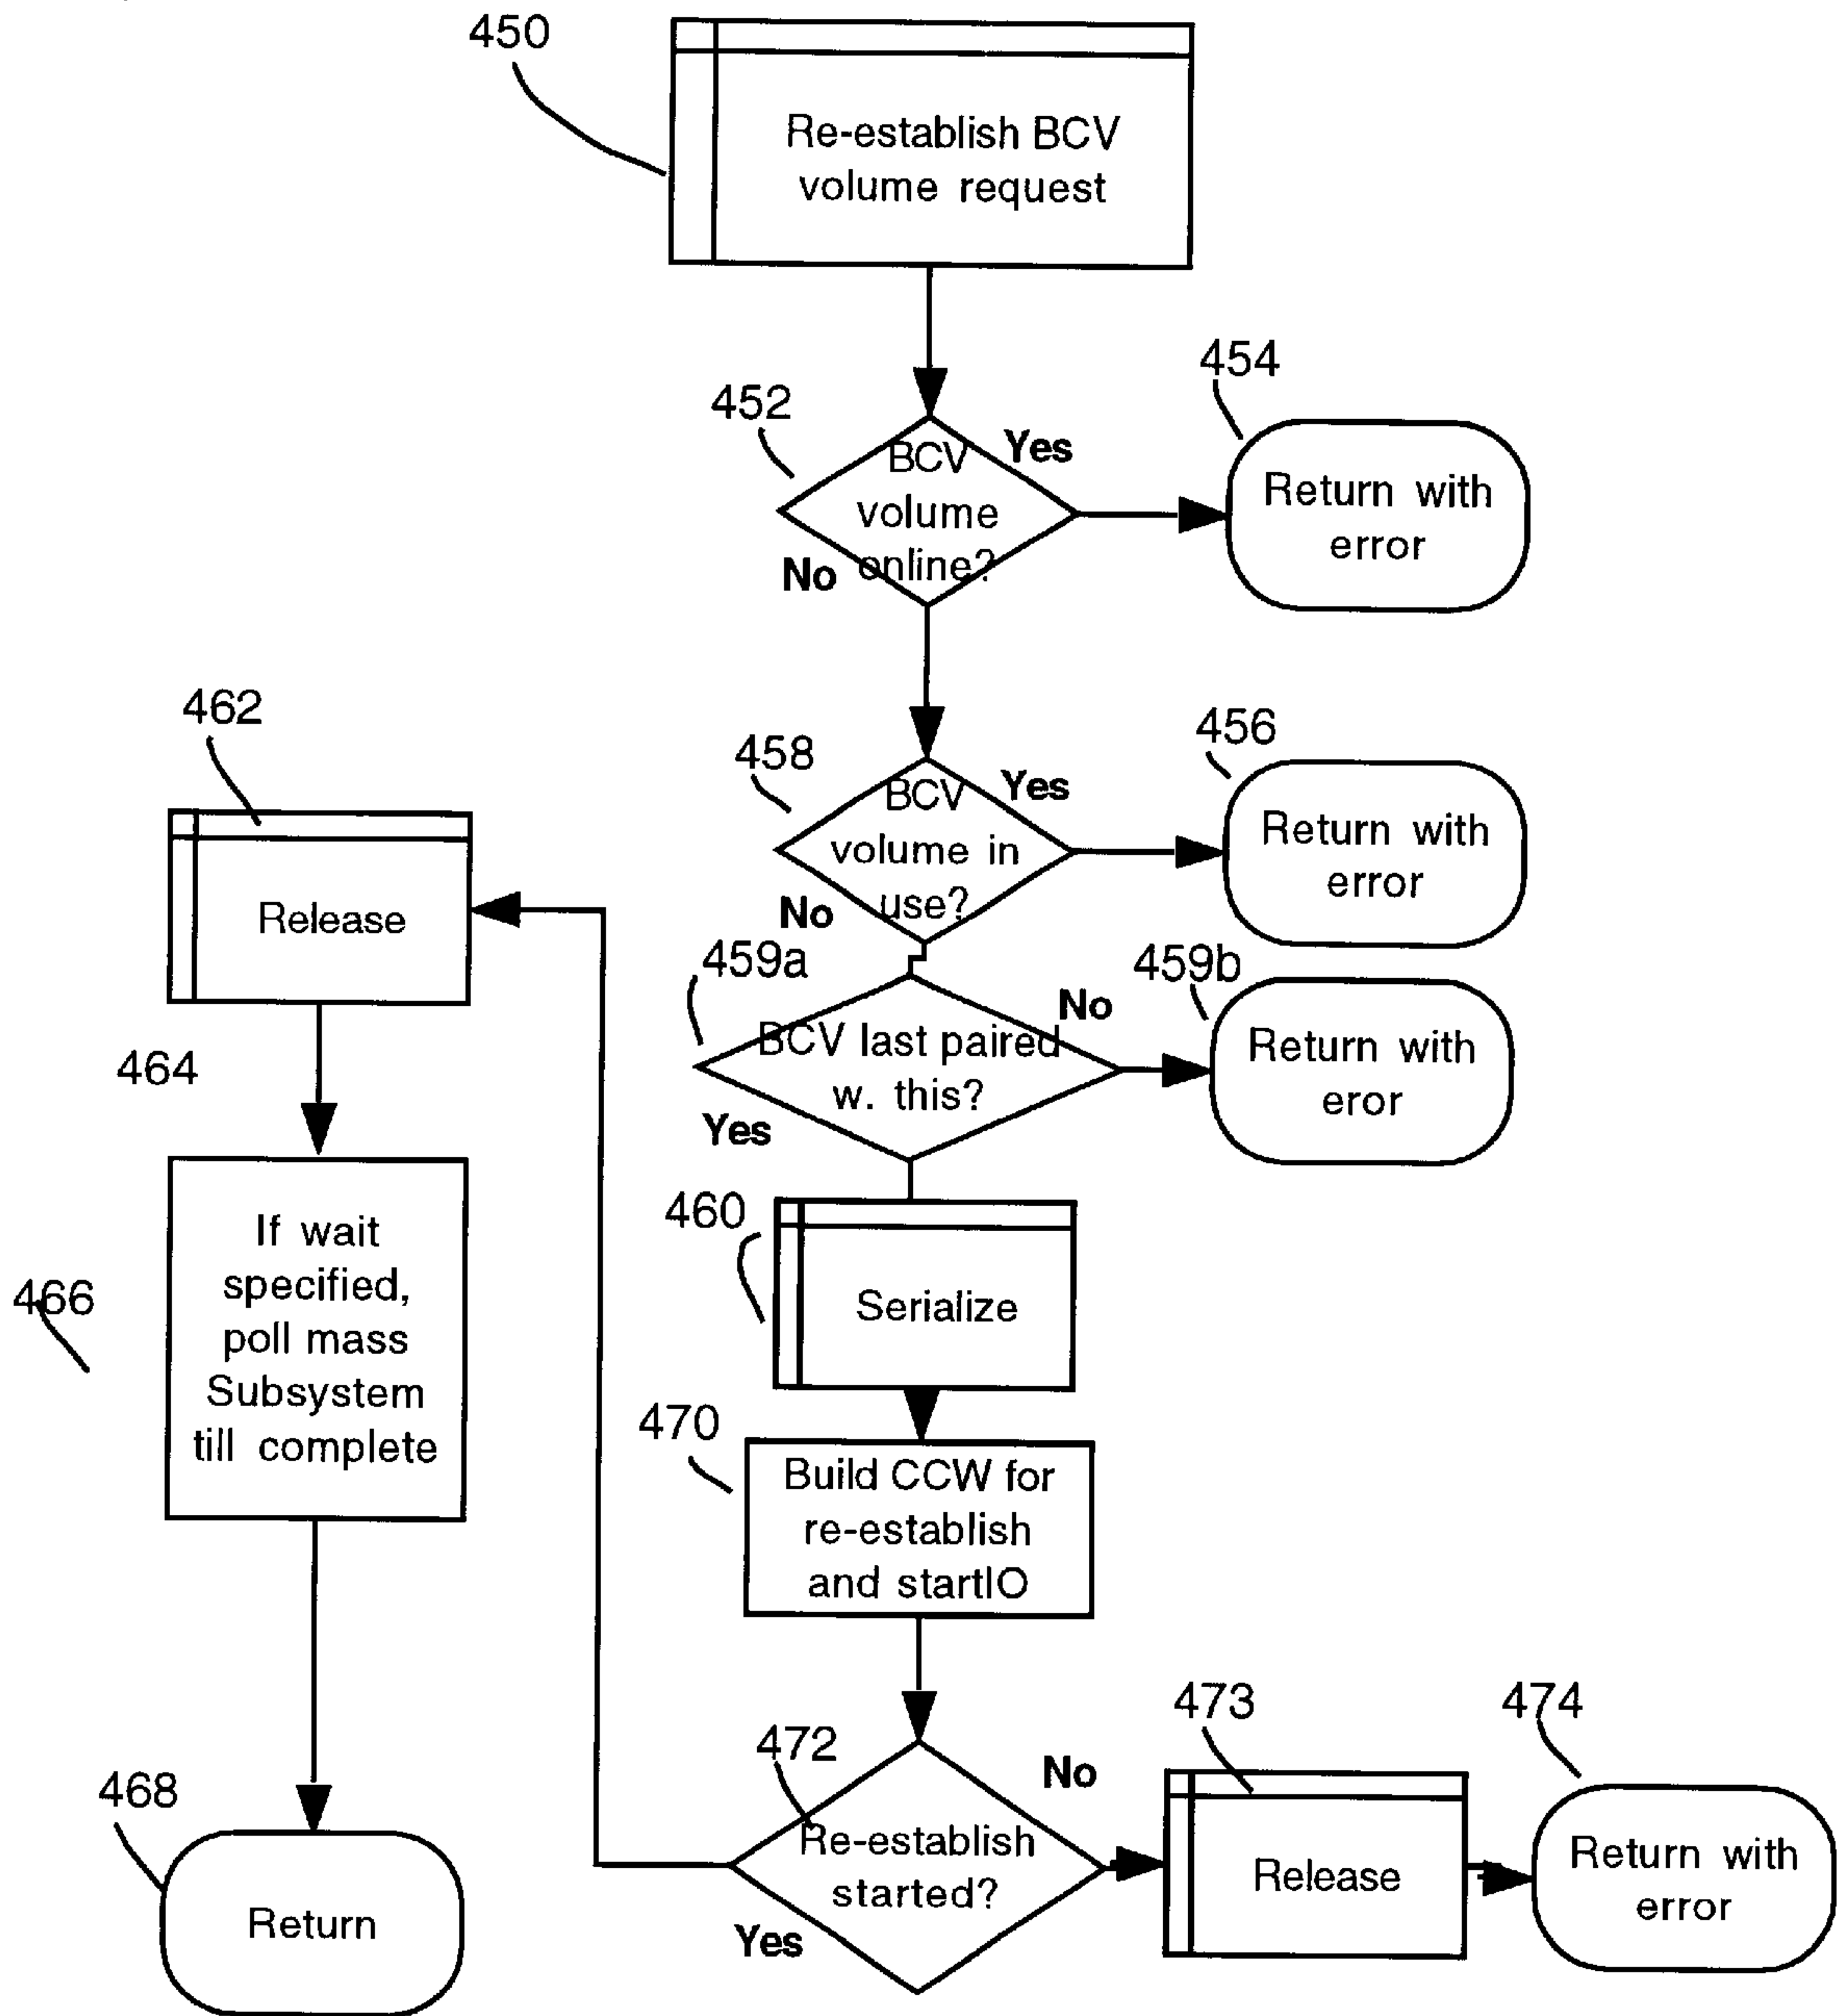 450
Re-establish BCV
volume request
454
452
Yes
BCV
volume
online?
No
Return with
error
462
458
456
Yes
BCV
volume in
use?
No
Return with
error
Release
459a
459b
No
BCV last paired
w. this?
Yes
Return with
eror
464
460
Serialize
466
If wait
specified,
poll mass
Subsystem
till complete
470
Build CCW for
re-establish
and startIO
473
474
472
No
Re-establish
started?
Yes
Release
Return with
error
468
Return